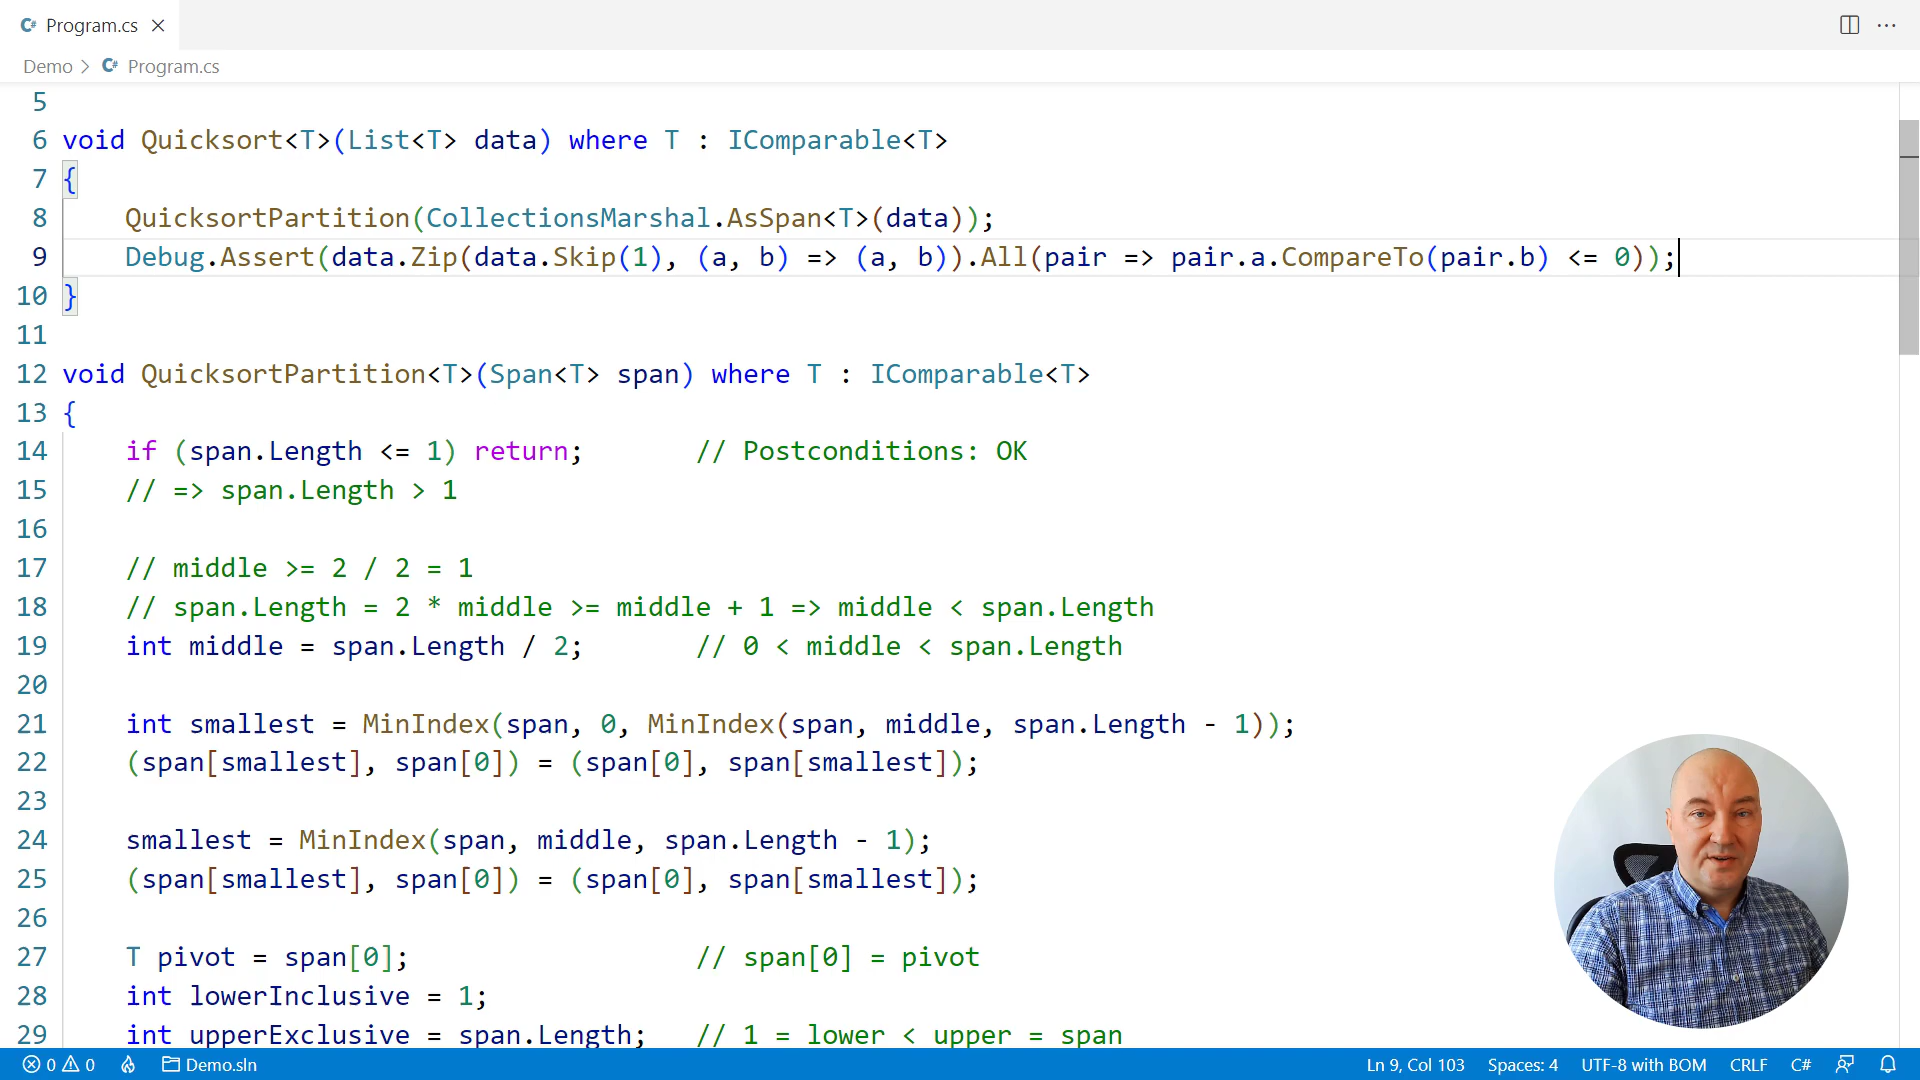 C# Program.cs
Demo > C# Program.cs
5
6 void Quicksort<T>(List<T> data) where T : IComparable<T>
7 {
8     QuicksortPartition(CollectionsMarshal.AsSpan<T>(data));
9     Debug.Assert(data.Zip(data.Skip(1), (a, b) => (a, b)).All(pair => pair.a.CompareTo(pair.b) <= 0));
10 }
11
12 void QuicksortPartition<T>(Span<T> span) where T : IComparable<T>
13 {
14     if (span.Length <= 1) return;       // Postconditions: OK
15     // => span.Length > 1
16
17     // middle >= 2 / 2 = 1
18     // span.Length = 2 * middle >= middle + 1 => middle < span.Length
19     int middle = span.Length / 2;       // 0 < middle < span.Length
20
21     int smallest = MinIndex(span, 0, MinIndex(span, middle, span.Length - 1));
22     (span[smallest], span[0]) = (span[0], span[smallest]);
23
24     smallest = MinIndex(span, middle, span.Length - 1);
25     (span[smallest], span[0]) = (span[0], span[smallest]);
26
27     T pivot = span[0];                  // span[0] = pivot
28     int lowerInclusive = 1;
29     int upperExclusive = span.Length;   // 1 = lower < upper = span
0 0 Demo.sln Ln 9, Col 103 Spaces: 4 UTF-8 with BOM CRLF C#